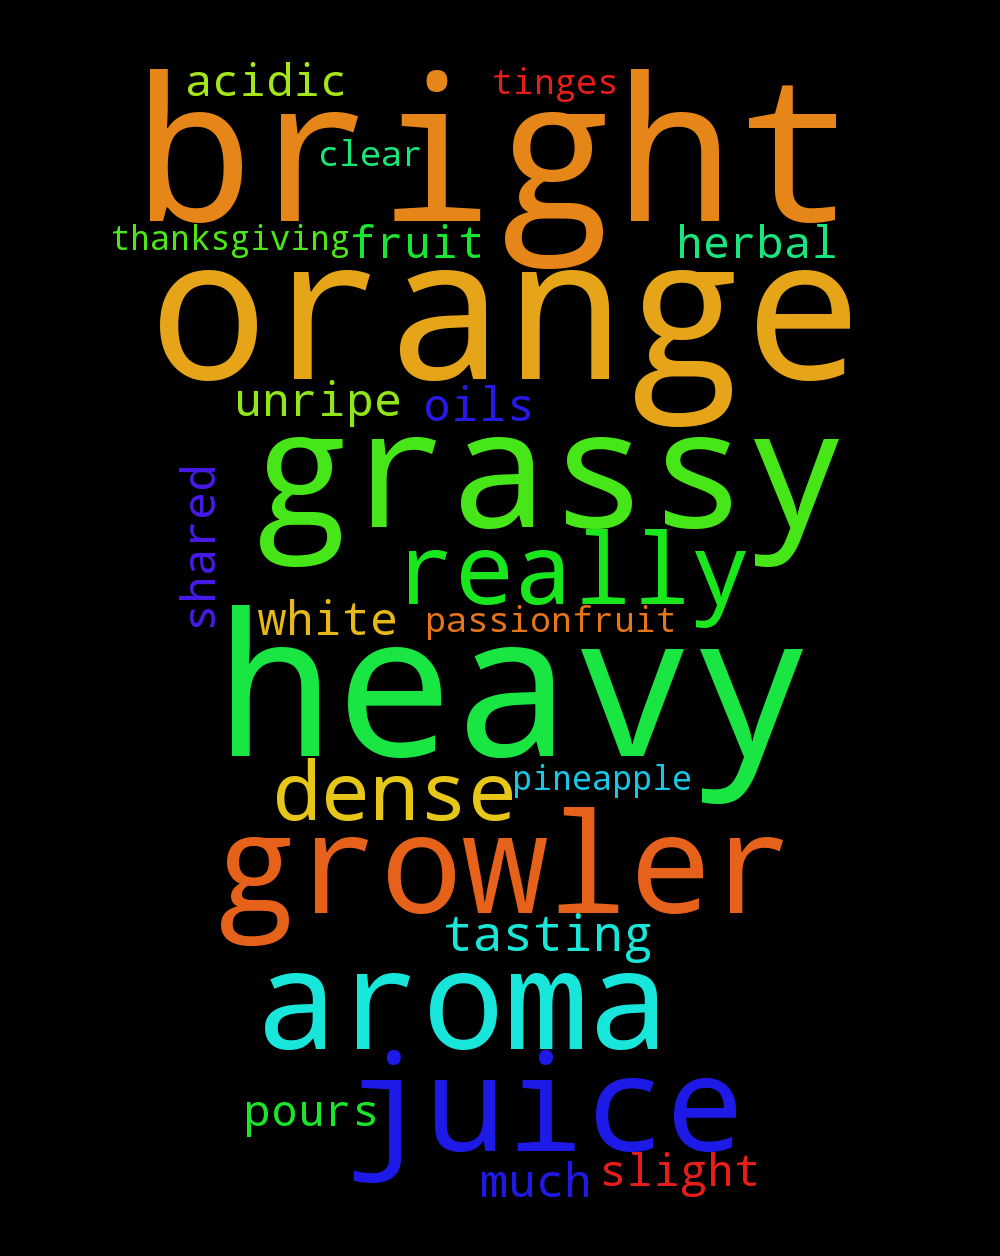 acidic
tinges
bright
clear
thanksgiving
fruit
herbal
orange
unripe
oils
grassy
shared
really
white
passionfruit
heavy
dense
pineapple
growler
tasting
aroma
juice
pours
much
slight